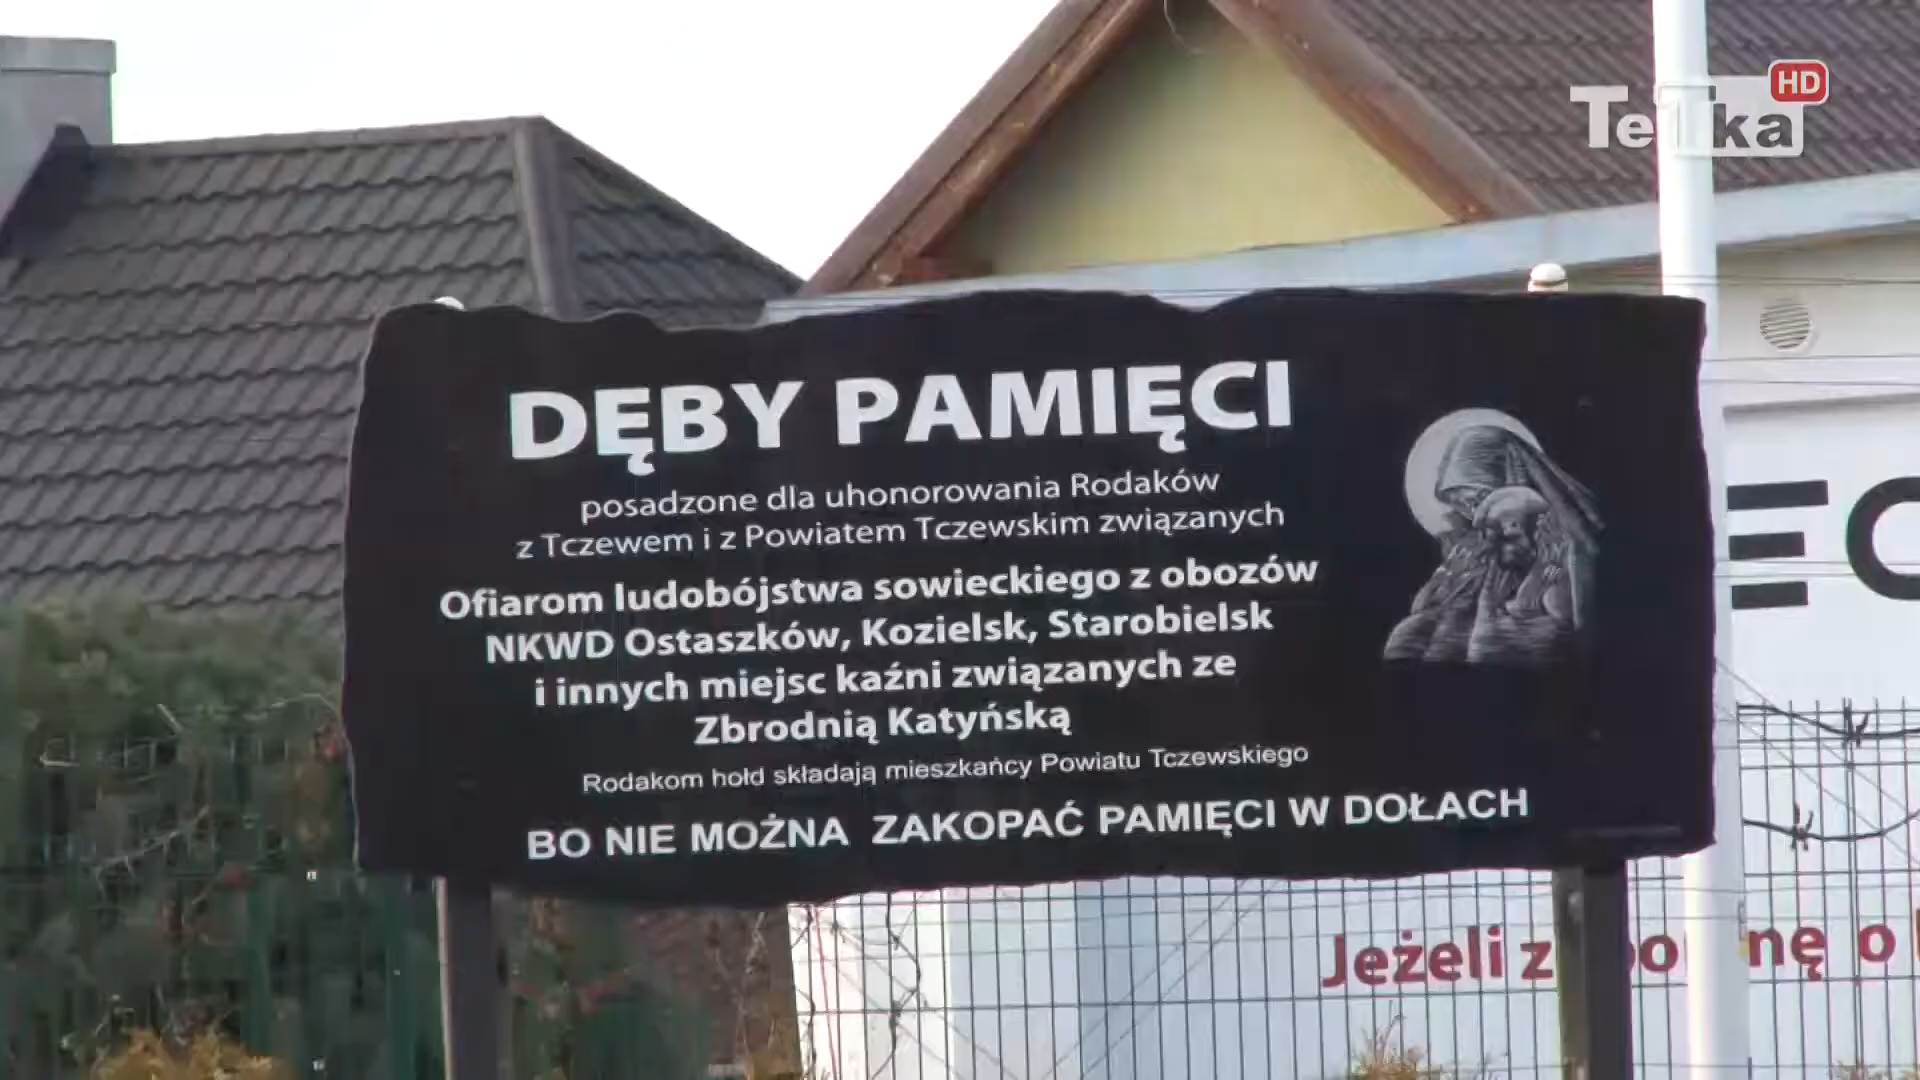 TeTka HD
DĘBY PAMIĘCI
posadzone dla uhonorowania Rodaków
z Tczewem i z Powiatem Tczewskim związanych
Ofiarom ludobójstwa sowieckiego z obozów
NKWD Ostaszków, Kozielsk, Starobielsk
i innych miejsc kaźni związanych ze
Zbrodnią Katyńską
Rodakom hołd składają mieszkańcy Powiatu Tczewskiego
BO NIE MOŻNA ZAKOPAĆ PAMIĘCI W DOŁACH
Jeżeli o